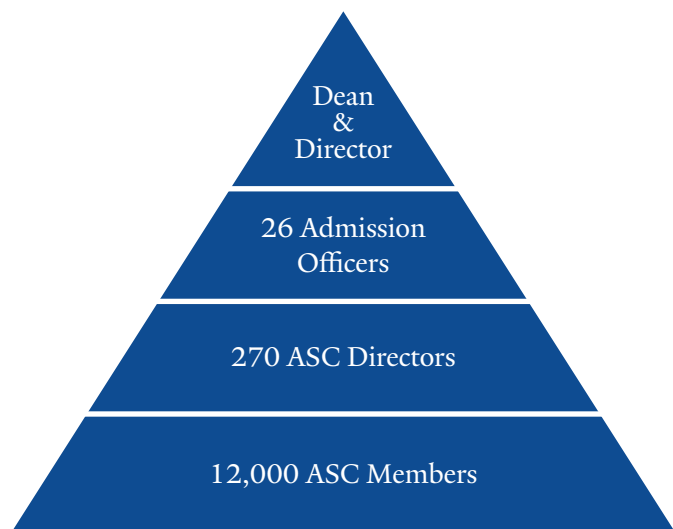 Dean
&
Director
26 Admission
Officers
270 ASC Directors
12,000 ASC Members